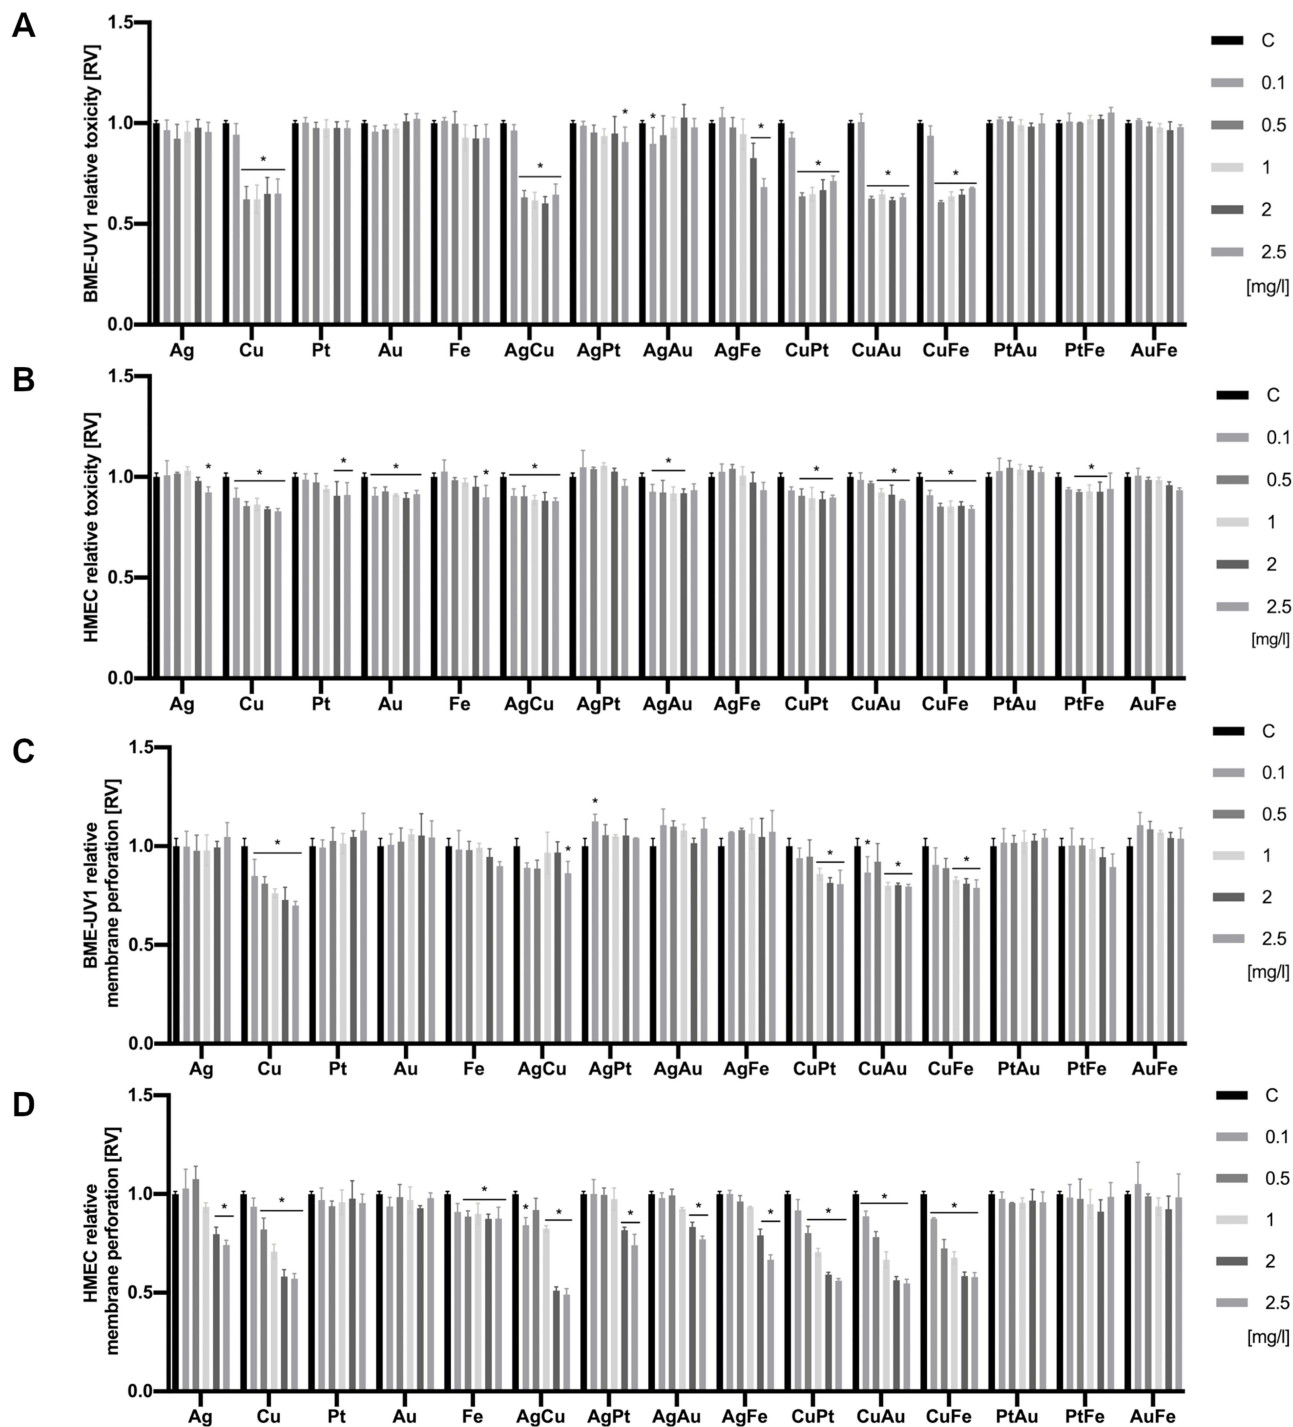 A
BME-UV1 relative toxicity [RV]
1.5
1.0
0.5
0.0
* * * * * * * *
Ag Cu Pt Au Fe AgCu AgPt AgAu AgFe CuPt CuAu CuFe PtAu PtFe AuFe
C
0.1
0.5
1
2
2.5
[mg/l]
B
HMEC relative toxicity [RV]
1.5
1.0
0.5
0.0
* * * * * * * * * * *
Ag Cu Pt Au Fe AgCu AgPt AgAu AgFe CuPt CuAu CuFe PtAu PtFe AuFe
C
0.1
0.5
1
2
2.5
[mg/l]
C
BME-UV1 relative
membrane perforation [RV]
1.5
1.0
0.5
0.0
* * * * * * *
Ag Cu Pt Au Fe AgCu AgPt AgAu AgFe CuPt CuAu CuFe PtAu PtFe AuFe
C
0.1
0.5
1
2
2.5
[mg/l]
D
HMEC relative
membrane perforation [RV]
1.5
1.0
0.5
0.0
* * * * * * * * * * *
Ag Cu Pt Au Fe AgCu AgPt AgAu AgFe CuPt CuAu CuFe PtAu PtFe AuFe
C
0.1
0.5
1
2
2.5
[mg/l]